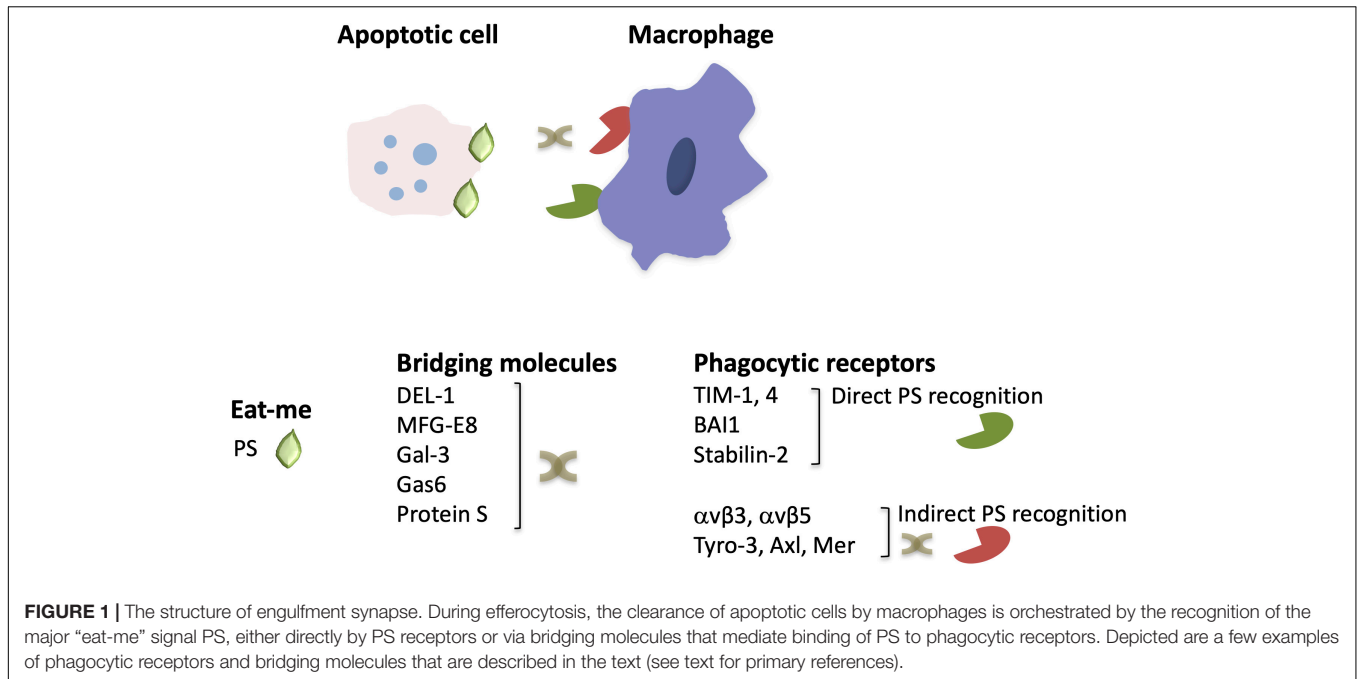 Apoptotic cell
Macrophage
Eat-me
PS
Bridging molecules
DEL-1
MFG-E8
Gal-3
Gas6
Protein S
Phagocytic receptors
TIM-1, 4
BAI1
Stabilin-2
Direct PS recognition
αvβ3, αvβ5
Tyro-3, Axl, Mer
Indirect PS recognition
FIGURE 1 | The structure of engulfment synapse. During efferocytosis, the clearance of apoptotic cells by macrophages is orchestrated by the recognition of the
major “eat-me” signal PS, either directly by PS receptors or via bridging molecules that mediate binding of PS to phagocytic receptors. Depicted are a few examples
of phagocytic receptors and bridging molecules that are described in the text (see text for primary references).